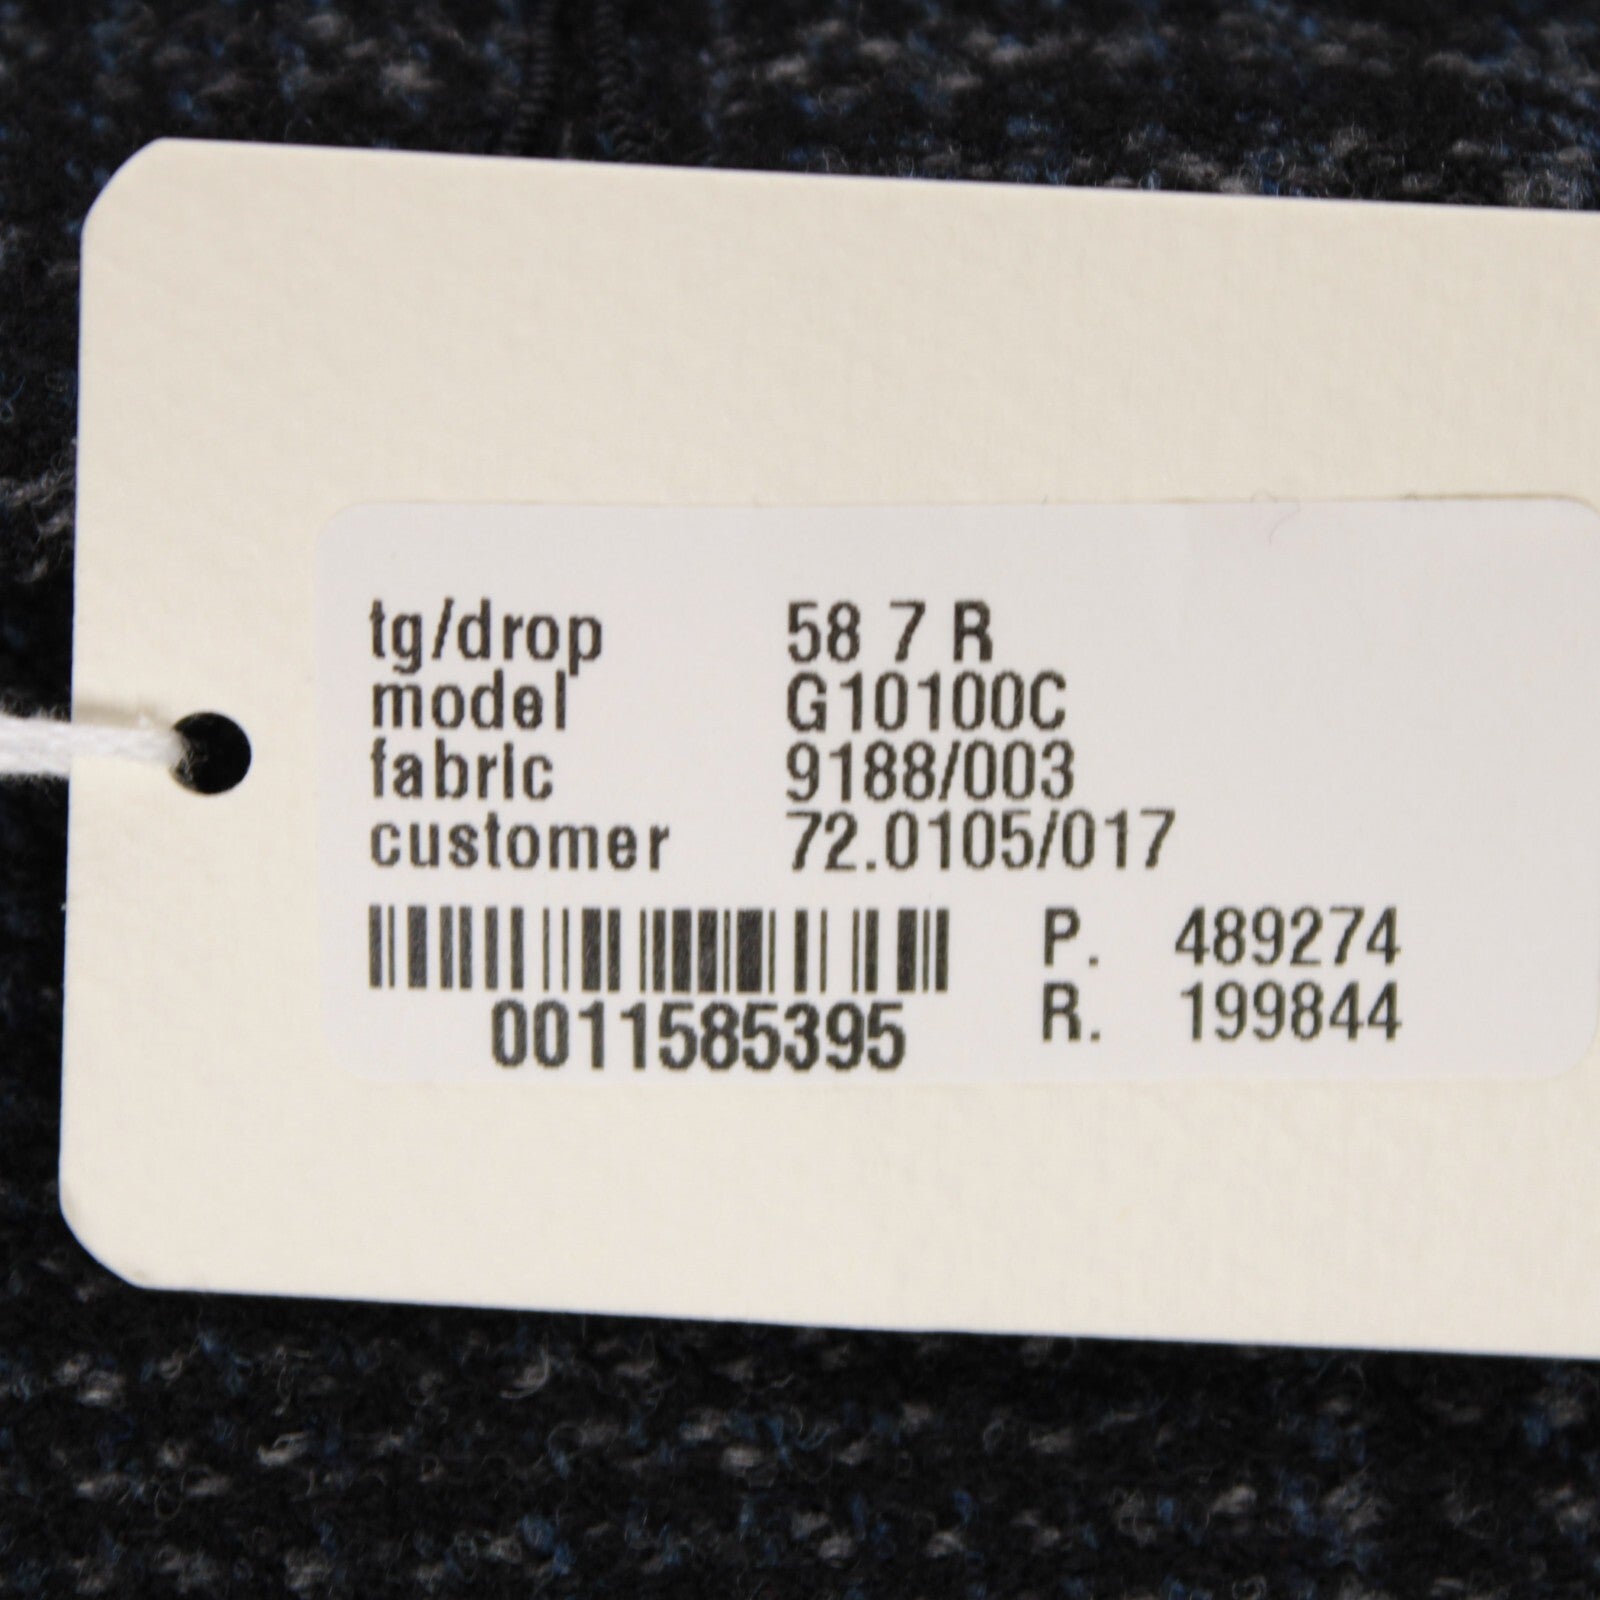 tg/drop 58 7 R
model G10100C
fabric 9188/003
customer 72.0105/017
P. 489274
R. 199844
0011585395